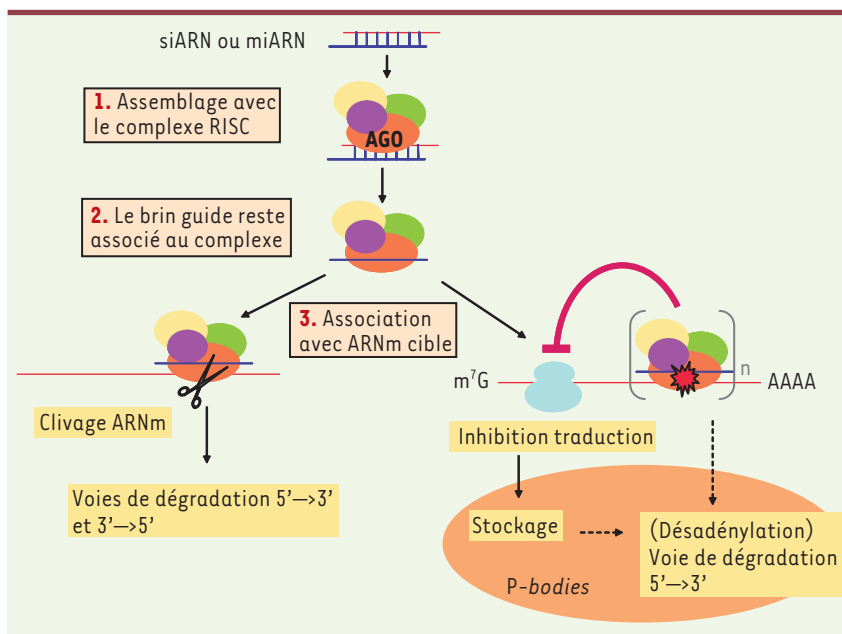 siARN ou miARN
1. Assemblage avec
le complexe RISC
AGO
2. Le brin guide reste
associé au complexe
3. Association
avec ARNm cible
m⁷G
n
AAAA
Clivage ARNm
Inhibition traduction
Voies de dégradation 5’—>3’
et 3’—>5’
Stockage
(Désadénylation)
Voie de dégradation
5’—>3’
P-bodies